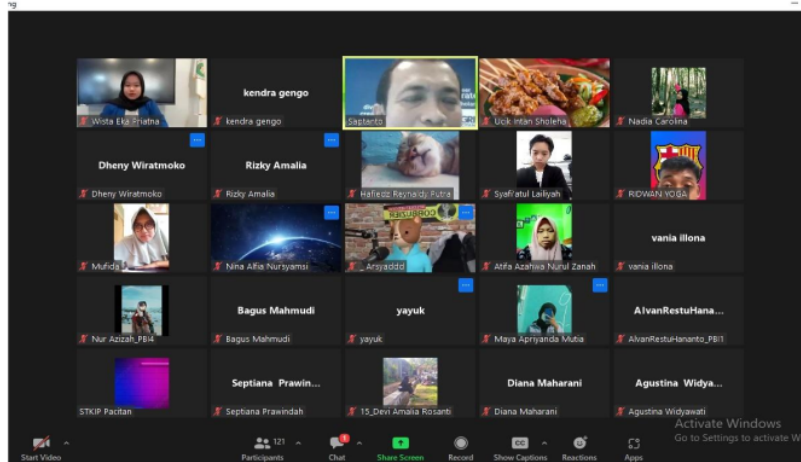 ng
Wista Eka Priatna
kendra gengo
kendra gengo
Saptanto
Ucik Intan Sholeha
Nadia Carolina
Dheny Wiratmoko
Dheny Wiratmoko
Rizky Amalia
Rizky Amalia
Hafiedz Reynaldy Putra
Syafi'atul Lailiyah
RIDWAN YOGA
Mufida
Nina Alfia Nursyamsi
CORBUZIER
_Arsyaddd
Atifa Azahwa Nurul Zanah
vania illona
vania illona
Nur Azizah_PBI4
Bagus Mahmudi
Bagus Mahmudi
yayuk
yayuk
Maya Apriyanda Mutia
AlvanRestuHana...
AlvanRestuHananto_PBI1
STKIP Pacitan
Septiana Prawin...
Septiana Prawindah
15_Devi Amalia Rosanti
Diana Maharani
Diana Maharani
Agustina Widya...
Agustina Widyawati
Activate Windows
Go to Settings to activate W
Start Video
121
Participants
Chat
Share Screen
Record
CC
Show Captions
Reactions
Apps